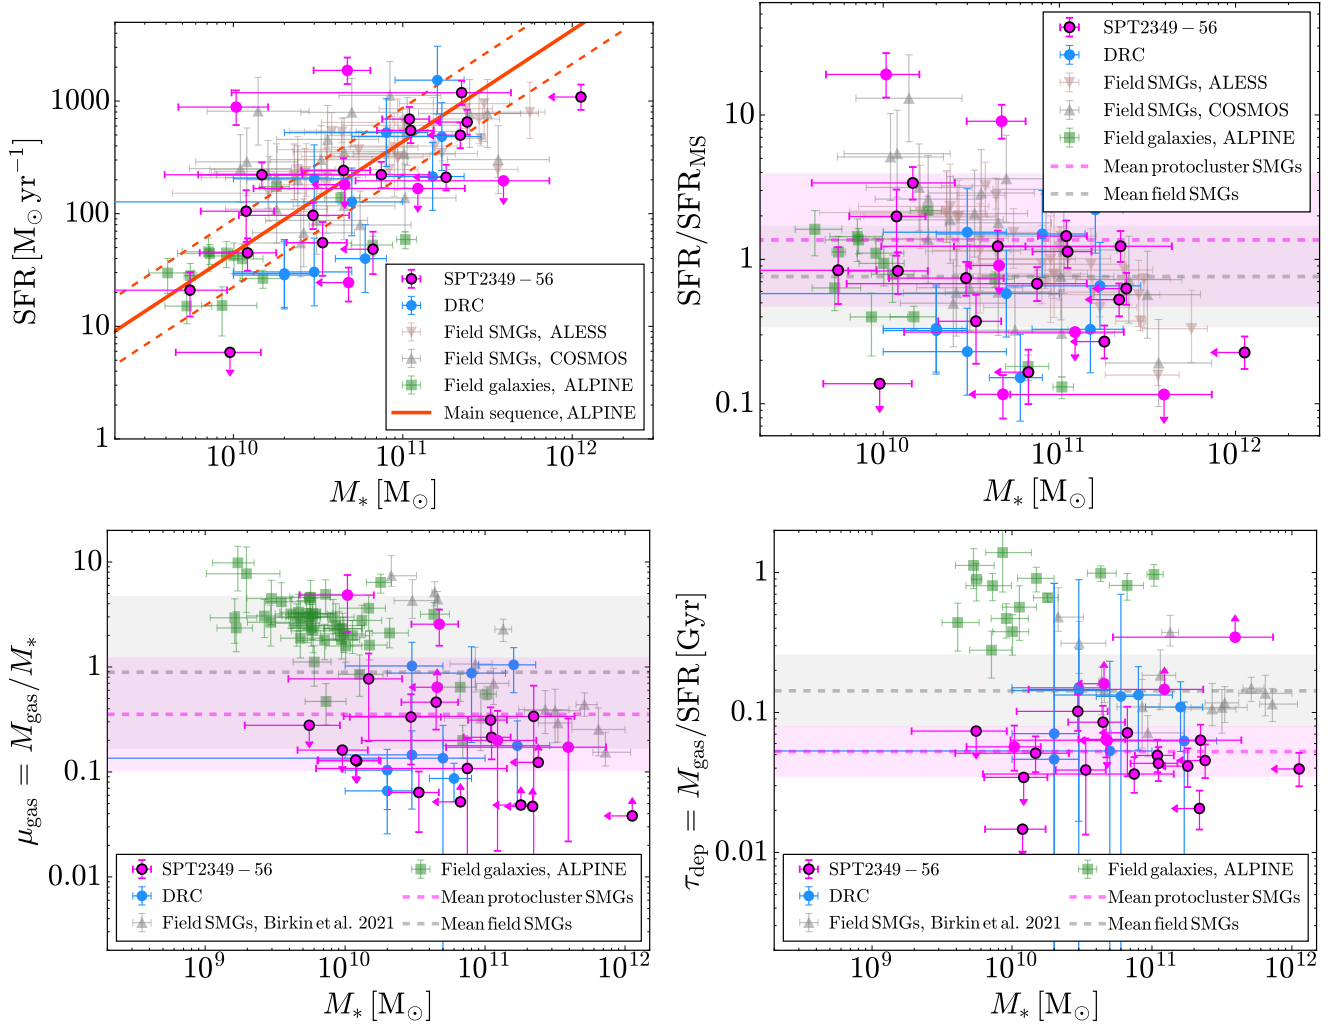 1000
100
10
1
SFR [M⊙ yr⁻¹]
10¹⁰ 10¹¹ 10¹²
M* [M⊙]
SPT2349 − 56
DRC
Field SMGs, ALESS
Field SMGs, COSMOS
Field galaxies, ALPINE
Main sequence, ALPINE
10
1
0.1
SFR/SFR_MS
10¹⁰ 10¹¹ 10¹²
M* [M⊙]
SPT2349 − 56
DRC
Field SMGs, ALESS
Field SMGs, COSMOS
Field galaxies, ALPINE
Mean protocluster SMGs
Mean field SMGs
10
1
0.1
0.01
μ_gas = M_gas/M*
10⁹ 10¹⁰ 10¹¹ 10¹²
M* [M⊙]
SPT2349 − 56
DRC
Field SMGs, Birkin et al. 2021
Field galaxies, ALPINE
Mean protocluster SMGs
Mean field SMGs
1
0.1
0.01
τ_dep = M_gas/SFR [Gyr]
10⁹ 10¹⁰ 10¹¹ 10¹²
M* [M⊙]
SPT2349 − 56
DRC
Field SMGs, Birkin et al. 2021
Field galaxies, ALPINE
Mean protocluster SMGs
Mean field SMGs